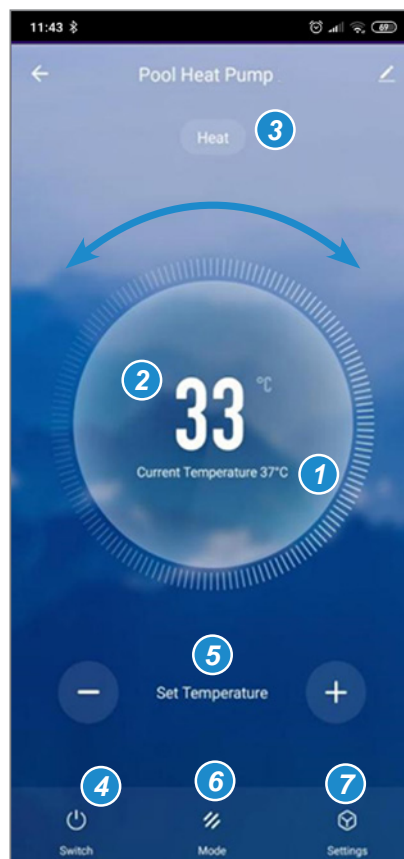 11:43 69
Pool Heat Pump
Heat 3
2
33 °C
Current Temperature 37°C 1
5
Set Temperature
4 6 7
Switch Mode Settings